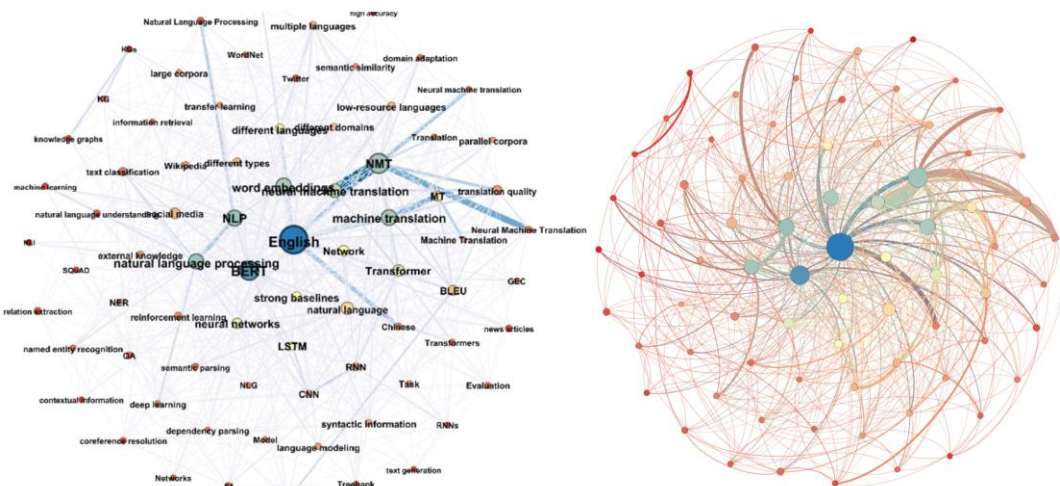 high accuracy
Natural Language Processing
multiple languages
KGs
WordNet
domain adaptation
large corpora
Twitter
semantic similarity
Neural machine translation
KG
transfer learning
low-resource languages
information retrieval
different languages
different domains
knowledge graphs
Translation
parallel corpora
Wikipedia
different types
NMT
text classification
machine learning
word embeddings
neural machine translation
MT
translation quality
natural language understanding
social media
NLP
machine translation
Neural Machine Translation
NLI
English
Machine Translation
external knowledge
Network
natural language processing
SQuAD
BERT
Transformer
GEC
BLEU
NER
strong baselines
relation extraction
reinforcement learning
natural language
neural networks
Chinese
news articles
named entity recognition
LSTM
Transformers
QA
semantic parsing
RNN
NLG
Task
Evaluation
contextual information
deep learning
CNN
dependency parsing
syntactic information
RNNs
coreference resolution
Model
language modeling
text generation
Networks
Treebank